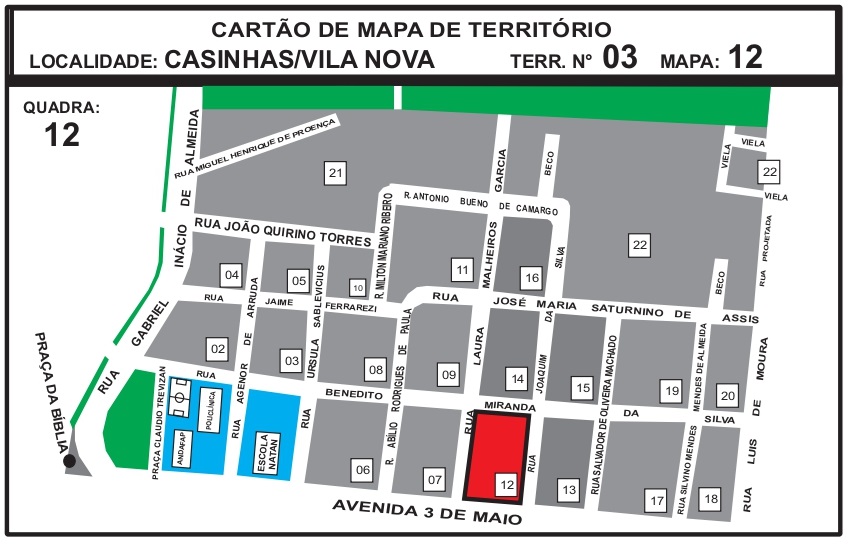 CARTÃO DE MAPA DE TERRITÓRIO
LOCALIDADE: CASINHAS/VILA NOVA TERR. N° 03 MAPA: 12
QUADRA:
12
RUA MIGUEL HENRIQUE DE PROENÇA
INÁCIO DE ALMEIDA
RUA GABRIEL
21
GARCIA
BECO
VIELA
VIELA
22
VIELA
R. ANTONIO BUENO DE CAMARGO
RUA JOÃO QUIRINO TORRES
R. MILTON MARIANO RIBEIRO
22
RUA PROJETADA
04
05
10
11
MALHEIROS
16
SILVA
BECO
RUA JAIME FERRAREZI
RUA JOSÉ MARIA SATURNINO DE ASSIS
RUA AGENOR DE ARRUDA
RUA URSULA SABLEVICIUS
R. ABÍLIO RODRIGUES DE PAULA
RUA LAURA
RUA JOAQUIM DA
RUA SALVADOR DE OLIVEIRA MACHADO
MENDES DE ALMEIDA
RUA LUIS DE MOURA
02
03
08
09
14
15
19
20
PRAÇA DA BÍBLIA
PRAÇA CLAUDIO TREVIZAN
RUA BENEDITO MIRANDA DA SILVA
POLICLÍNICA
ANDAFAP
ESCOLA
NATAN
06
07
12
13
17
18
RUA SILVINO MENDES
AVENIDA 3 DE MAIO